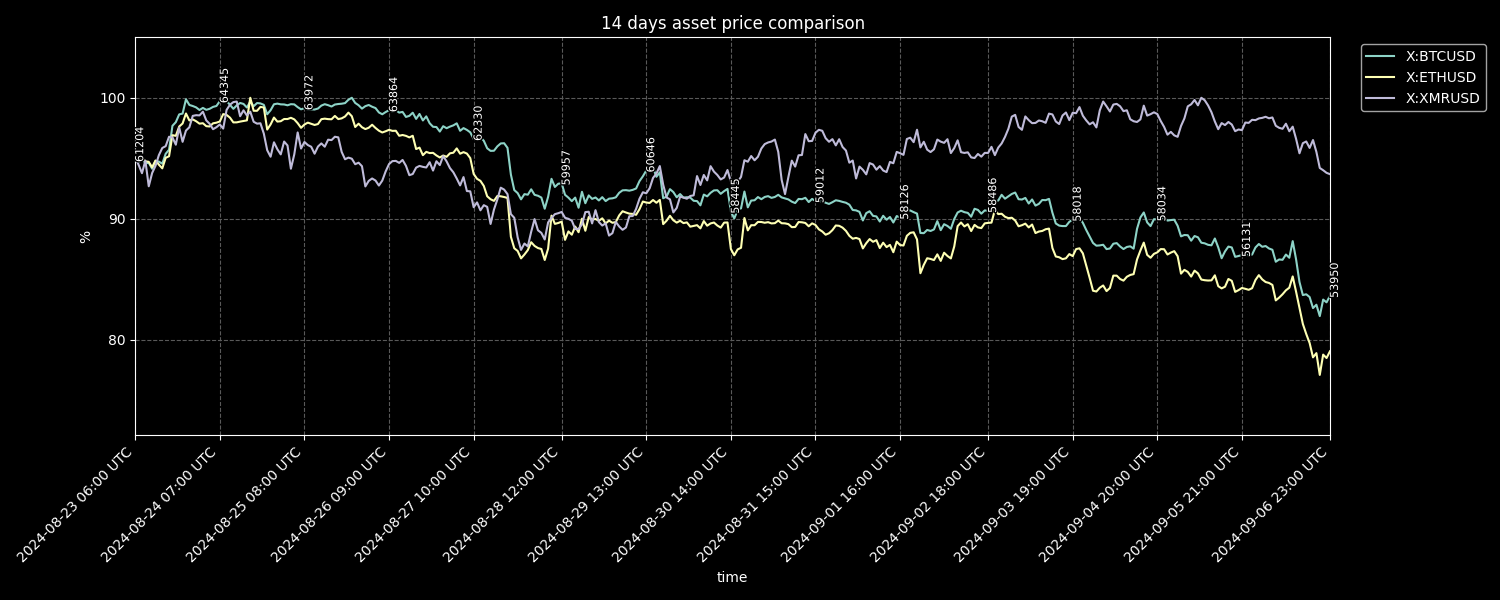 14 days asset price comparison
X:BTCUSD
X:ETHUSD
X:XMRUSD
100
90
80
%
61204
64345
63972
63864
62330
59957
60646
58445
59012
58126
58486
58018
58034
56131
53950
2024-08-23 06:00 UTC
2024-08-24 07:00 UTC
2024-08-25 08:00 UTC
2024-08-26 09:00 UTC
2024-08-27 10:00 UTC
2024-08-28 12:00 UTC
2024-08-29 13:00 UTC
2024-08-30 14:00 UTC
2024-08-31 15:00 UTC
2024-09-01 16:00 UTC
2024-09-02 18:00 UTC
2024-09-03 19:00 UTC
2024-09-04 20:00 UTC
2024-09-05 21:00 UTC
2024-09-06 23:00 UTC
time